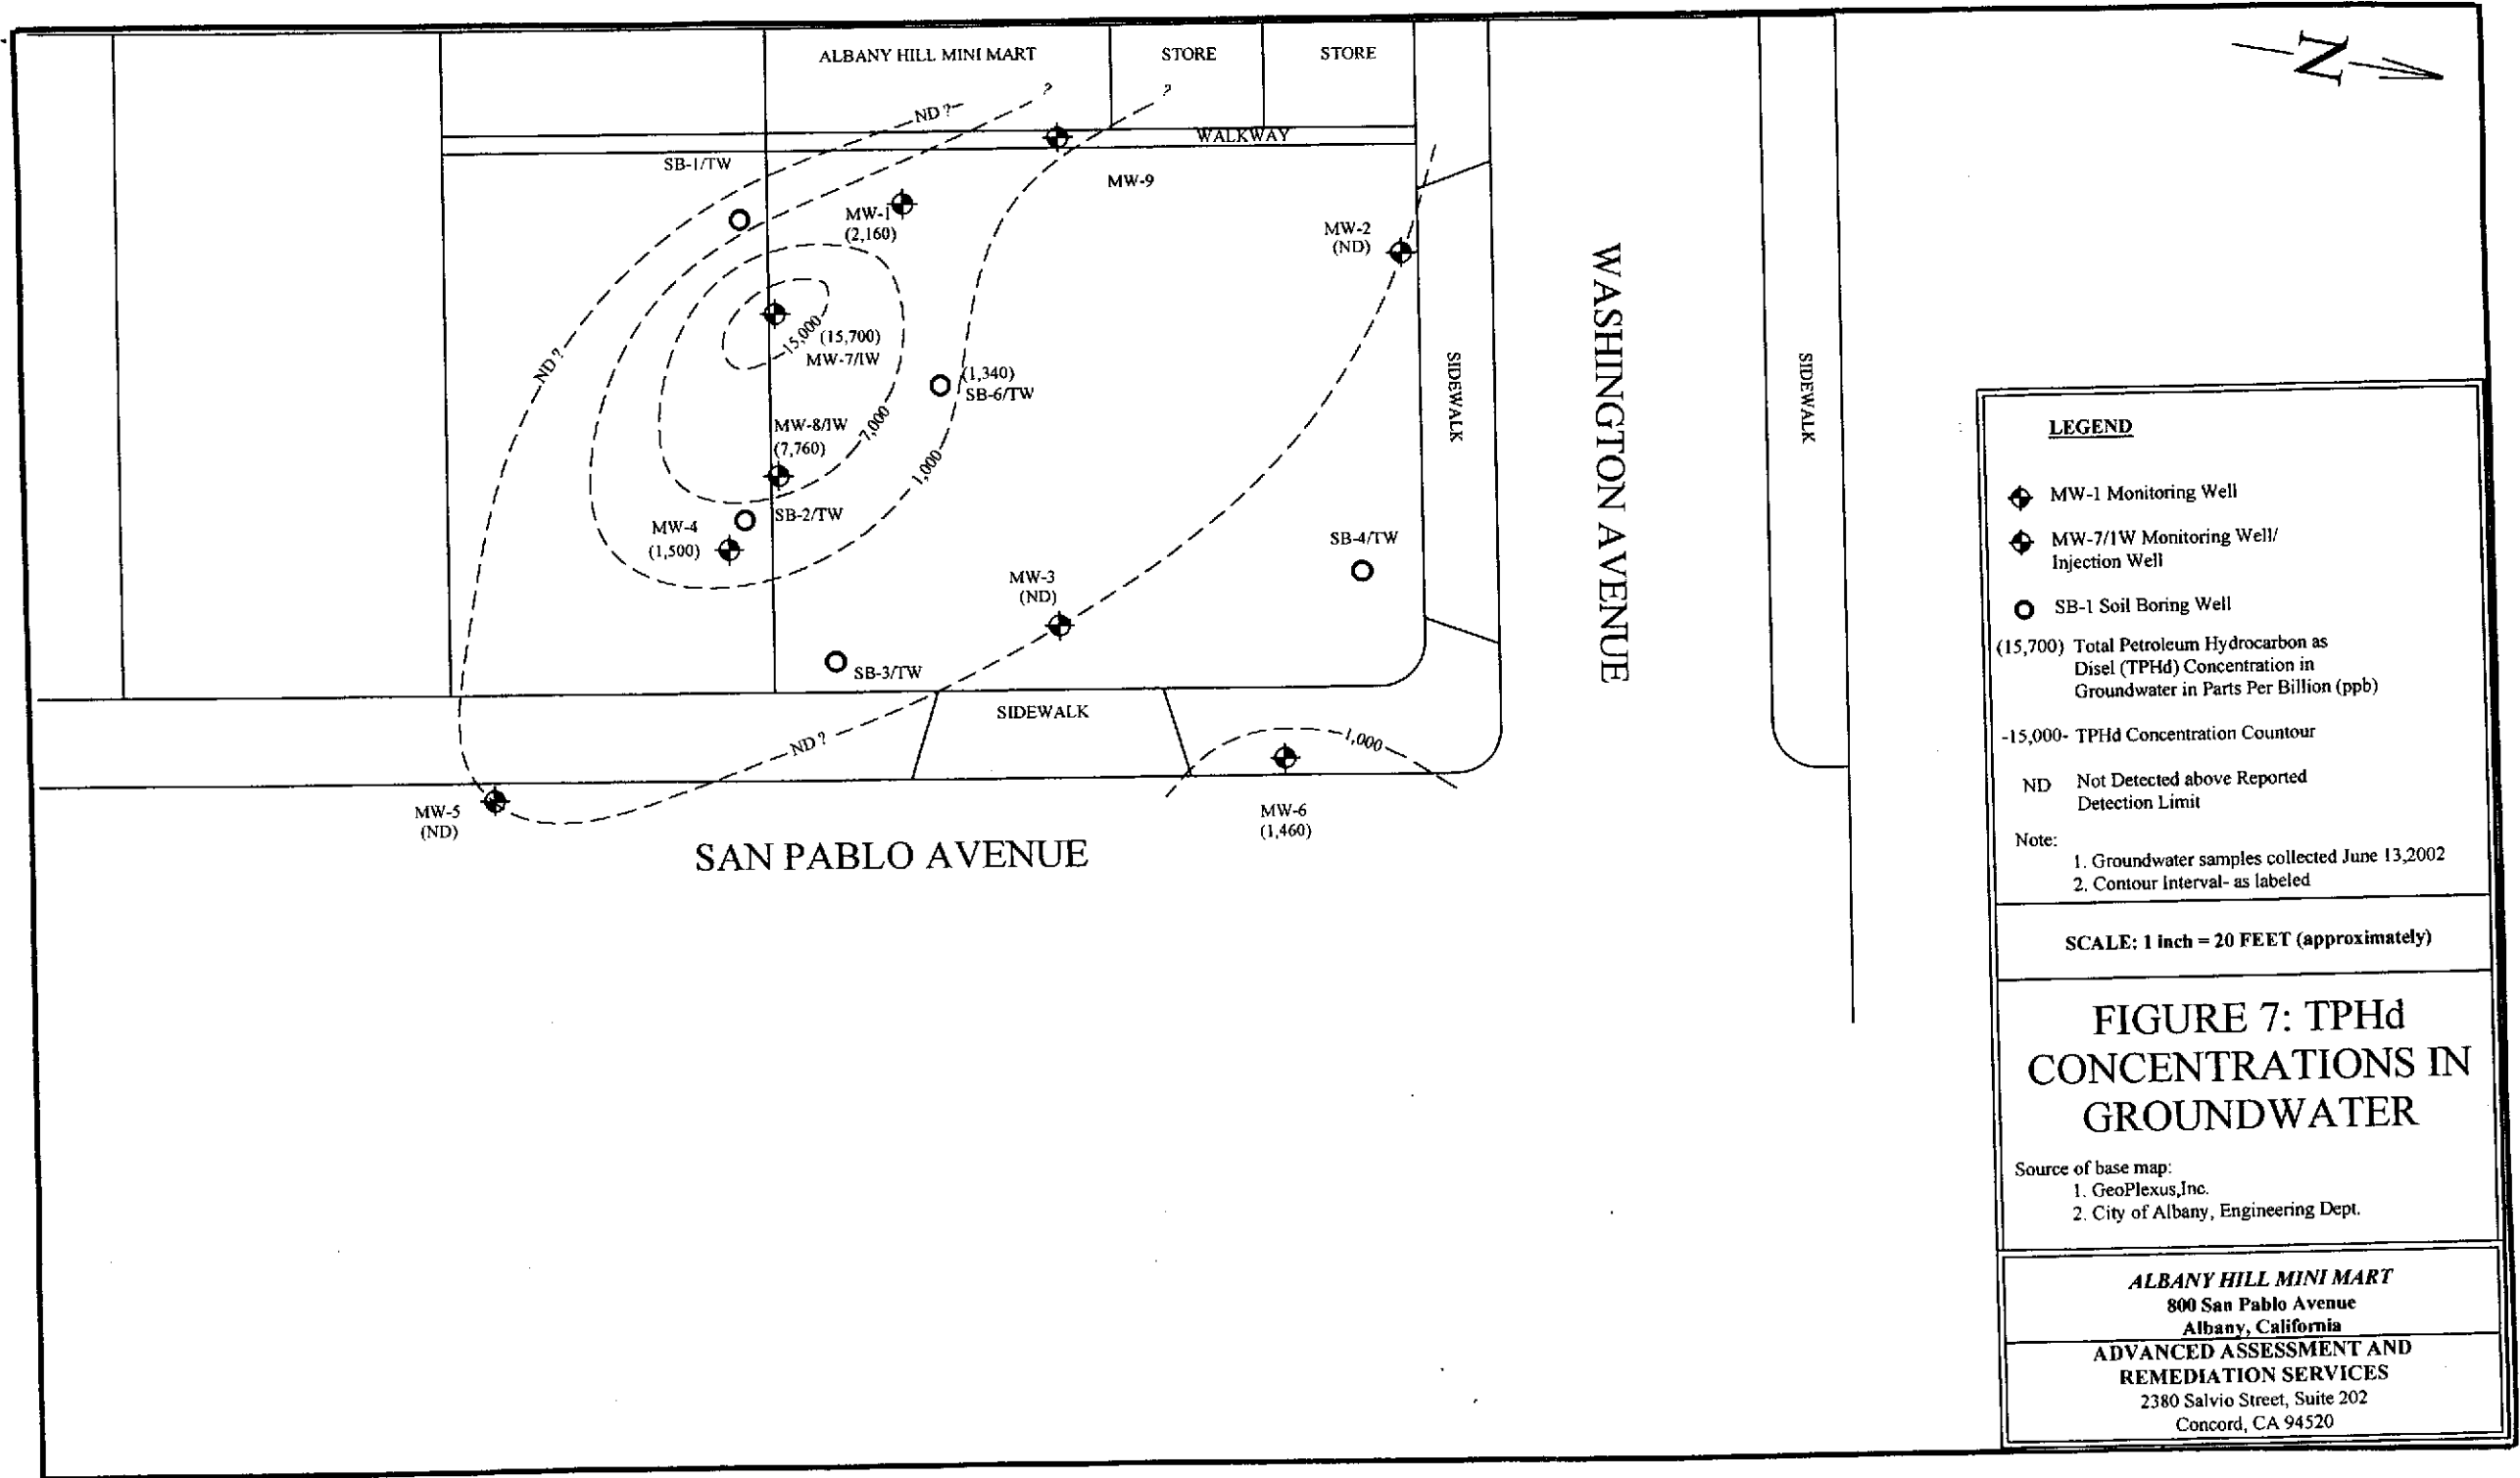 ALBANY HILL MINI MART
STORE
STORE
N
ND ?
?
?
WALKWAY
SB-1/TW
MW-9
MW-1
(2,160)
MW-2
(ND)
15,000
(15,700)
MW-7/IW
ND ?
(1,340)
SB-6/TW
MW-8/IW
(7,760)
7,000
1,000
SB-2/TW
MW-4
(1,500)
SB-4/TW
MW-3
(ND)
SB-3/TW
SIDEWALK
WASHINGTON AVENUE
SIDEWALK
SIDEWALK
ND ?
1,000
MW-5
(ND)
MW-6
(1,460)
SAN PABLO AVENUE
LEGEND
MW-1 Monitoring Well
MW-7/1W Monitoring Well/
Injection Well
SB-1 Soil Boring Well
(15,700) Total Petroleum Hydrocarbon as
Disel (TPHd) Concentration in
Groundwater in Parts Per Billion (ppb)
-15,000- TPHd Concentration Countour
ND Not Detected above Reported
Detection Limit
Note:
1. Groundwater samples collected June 13,2002
2. Contour Interval- as labeled
SCALE: 1 inch = 20 FEET (approximately)
FIGURE 7: TPHd
CONCENTRATIONS IN
GROUNDWATER
Source of base map:
1. GeoPlexus,Inc.
2. City of Albany, Engineering Dept.
ALBANY HILL MINI MART
800 San Pablo Avenue
Albany, California
ADVANCED ASSESSMENT AND
REMEDIATION SERVICES
2380 Salvio Street, Suite 202
Concord, CA 94520